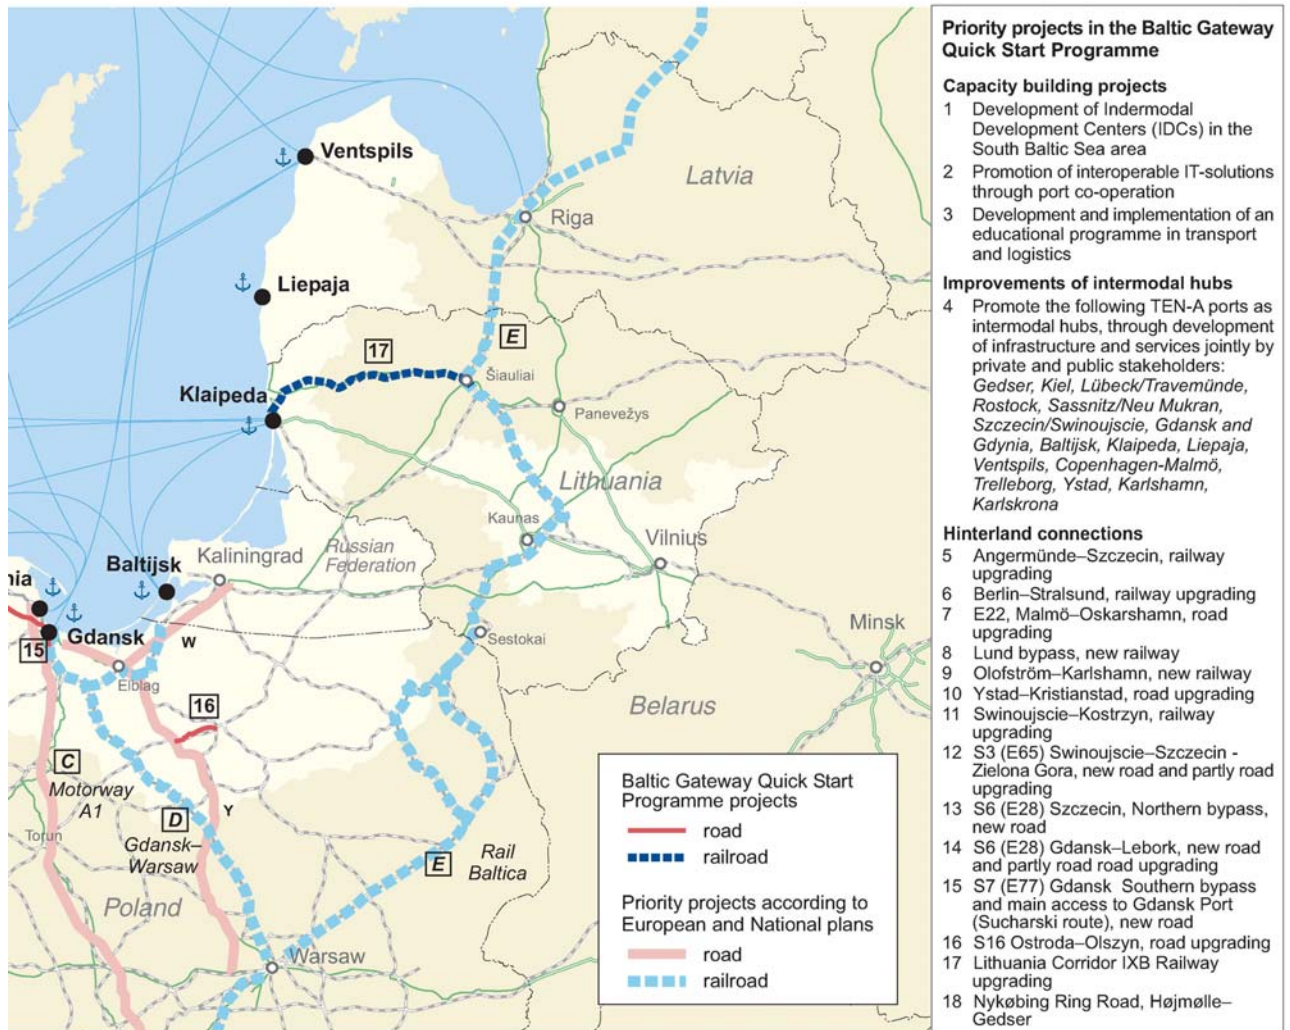 Ventspils
Latvia
Riga
Liepaja
E
17
Šiauliai
Klaipeda
Panevežys
Lithuania
Kaunas
Vilnius
Kaliningrad
Russian
Federation
Baltijsk
nia
Gdansk
W
15
Elblag
Sestokai
Minsk
16
Belarus
C
Motorway
A1
D
Gdansk–
Warsaw
Y
Torun
E
Rail
Baltica
Poland
Warsaw
Baltic Gateway Quick Start
Programme projects
road
railroad
Priority projects according to
European and National plans
road
railroad
Priority projects in the Baltic Gateway
Quick Start Programme
Capacity building projects
1 Development of Indermodal
Development Centers (IDCs) in the
South Baltic Sea area
2 Promotion of interoperable IT-solutions
through port co-operation
3 Development and implementation of an
educational programme in transport
and logistics
Improvements of intermodal hubs
4 Promote the following TEN-A ports as
intermodal hubs, through development
of infrastructure and services jointly by
private and public stakeholders:
Gedser, Kiel, Lübeck/Travemünde,
Rostock, Sassnitz/Neu Mukran,
Szczecin/Swinoujscie, Gdansk and
Gdynia, Baltijsk, Klaipeda, Liepaja,
Ventspils, Copenhagen-Malmö,
Trelleborg, Ystad, Karlshamn,
Karlskrona
Hinterland connections
5 Angermünde–Szczecin, railway
upgrading
6 Berlin–Stralsund, railway upgrading
7 E22, Malmö–Oskarshamn, road
upgrading
8 Lund bypass, new railway
9 Olofström–Karlshamn, new railway
10 Ystad–Kristianstad, road upgrading
11 Swinoujscie–Kostrzyn, railway
upgrading
12 S3 (E65) Swinoujscie–Szczecin -
Zielona Gora, new road and partly road
upgrading
13 S6 (E28) Szczecin, Northern bypass,
new road
14 S6 (E28) Gdansk–Lebork, new road
and partly road road upgrading
15 S7 (E77) Gdansk Southern bypass
and main access to Gdansk Port
(Sucharski route), new road
16 S16 Ostroda–Olszyn, road upgrading
17 Lithuania Corridor IXB Railway
upgrading
18 Nykøbing Ring Road, Højmølle–
Gedser